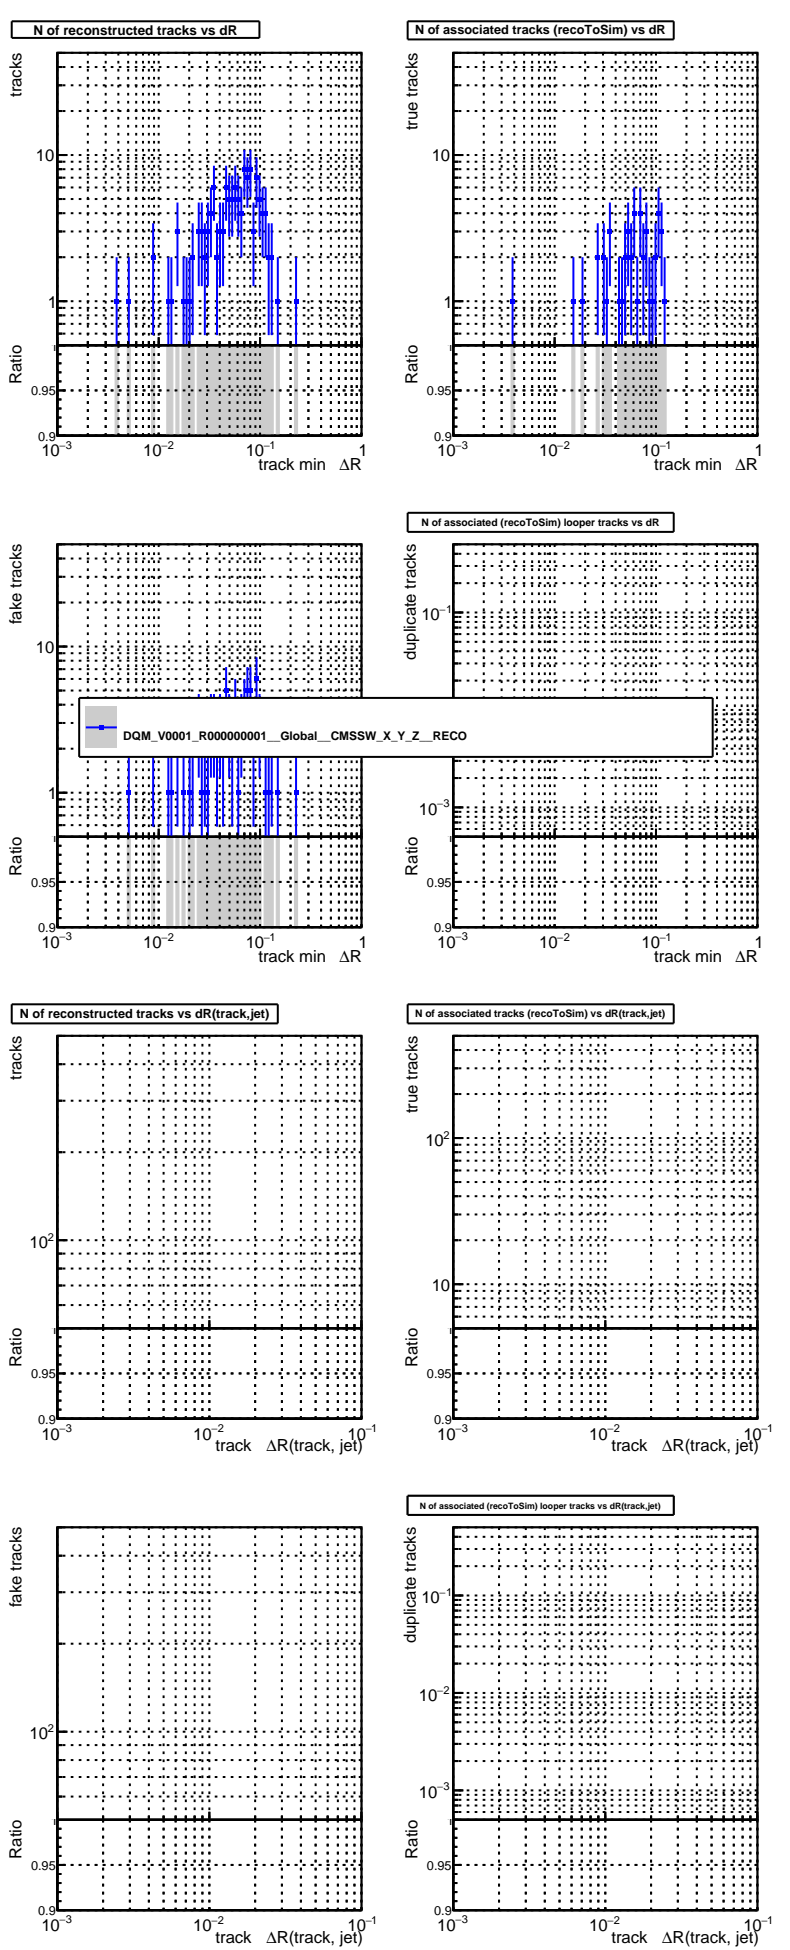 N of reconstructed tracks vs dR
tracks
10
1
Ratio
0.95
0.9
10⁻³ 10⁻² 10⁻¹ 1
track min ΔR
N of associated tracks (recoToSim) vs dR
true tracks
10
1
Ratio
0.95
0.9
10⁻³ 10⁻² 10⁻¹ 1
track min ΔR
fake tracks
10
1
Ratio
0.95
0.9
10⁻³ 10⁻² 10⁻¹ 1
track min ΔR
N of associated (recoToSim) looper tracks vs dR
duplicate tracks
10⁻¹
10⁻³
Ratio
0.95
0.9
10⁻³ 10⁻² 10⁻¹ 1
track min ΔR
DQM_V0001_R000000001__Global__CMSSW_X_Y_Z__RECO
N of reconstructed tracks vs dR(track,jet)
tracks
10²
Ratio
0.95
0.9
10⁻³ 10⁻² 10⁻¹
track ΔR(track, jet)
N of associated tracks (recoToSim) vs dR(track,jet)
true tracks
10²
10
Ratio
0.95
0.9
10⁻³ 10⁻² 10⁻¹
track ΔR(track, jet)
fake tracks
10²
Ratio
0.95
0.9
10⁻³ 10⁻² 10⁻¹
track ΔR(track, jet)
N of associated (recoToSim) looper tracks vs dR(track,jet)
duplicate tracks
10⁻¹
10⁻²
10⁻³
Ratio
0.95
0.9
10⁻³ 10⁻² 10⁻¹
track ΔR(track, jet)